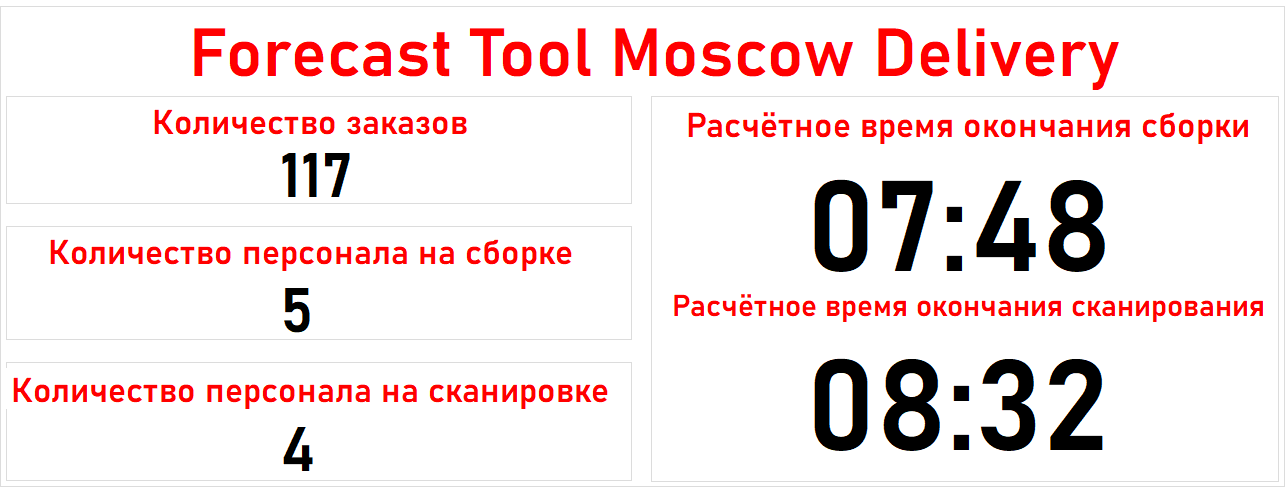 Forecast Tool Moscow Delivery
Количество заказов
117
Количество персонала на сборке
5
Количество персонала на сканировке
4
Расчётное время окончания сборки
07:48
Расчётное время окончания сканирования
08:32